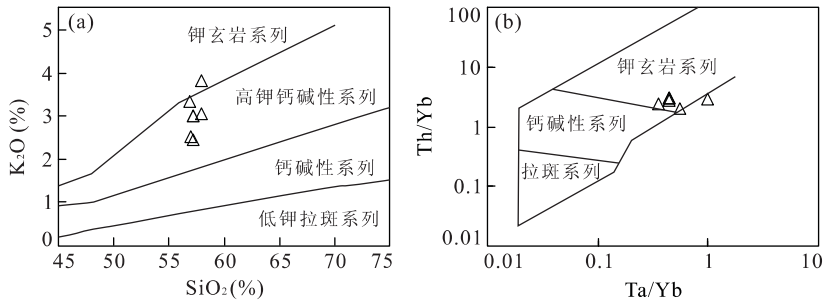 (a)
钾玄岩系列
高钾钙碱性系列
钙碱性系列
低钾拉斑系列
K₂O (%)
5
4
3
2
1
0
45
50
55
60
65
70
75
SiO₂(%)
(b)
钾玄岩系列
钙碱性系列
拉斑系列
Th/Yb
100
10
1
0.1
0.01
0.01
0.1
1
10
Ta/Yb